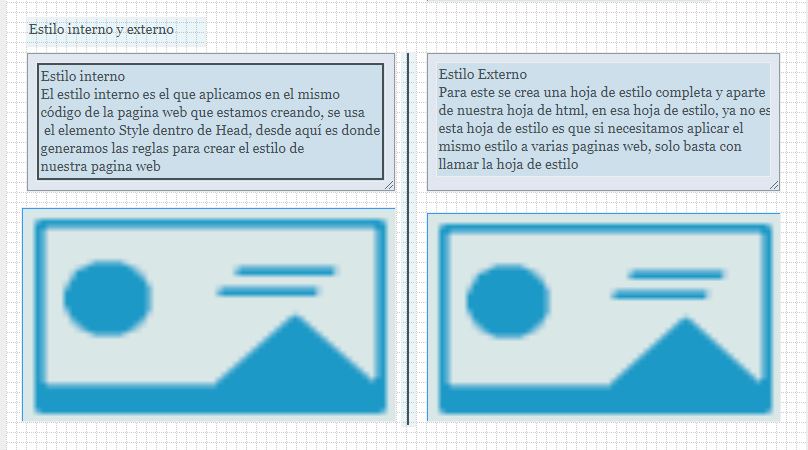 Estilo interno y externo
Estilo interno
El estilo interno es el que aplicamos en el mismo
código de la pagina web que estamos creando, se usa
el elemento Style dentro de Head, desde aquí es donde
generamos las reglas para crear el estilo de
nuestra pagina web
Estilo Externo
Para este se crea una hoja de estilo completa y aparte
de nuestra hoja de html, en esa hoja de estilo, ya no es
esta hoja de estilo es que si necesitamos aplicar el
mismo estilo a varias paginas web, solo basta con
llamar la hoja de estilo